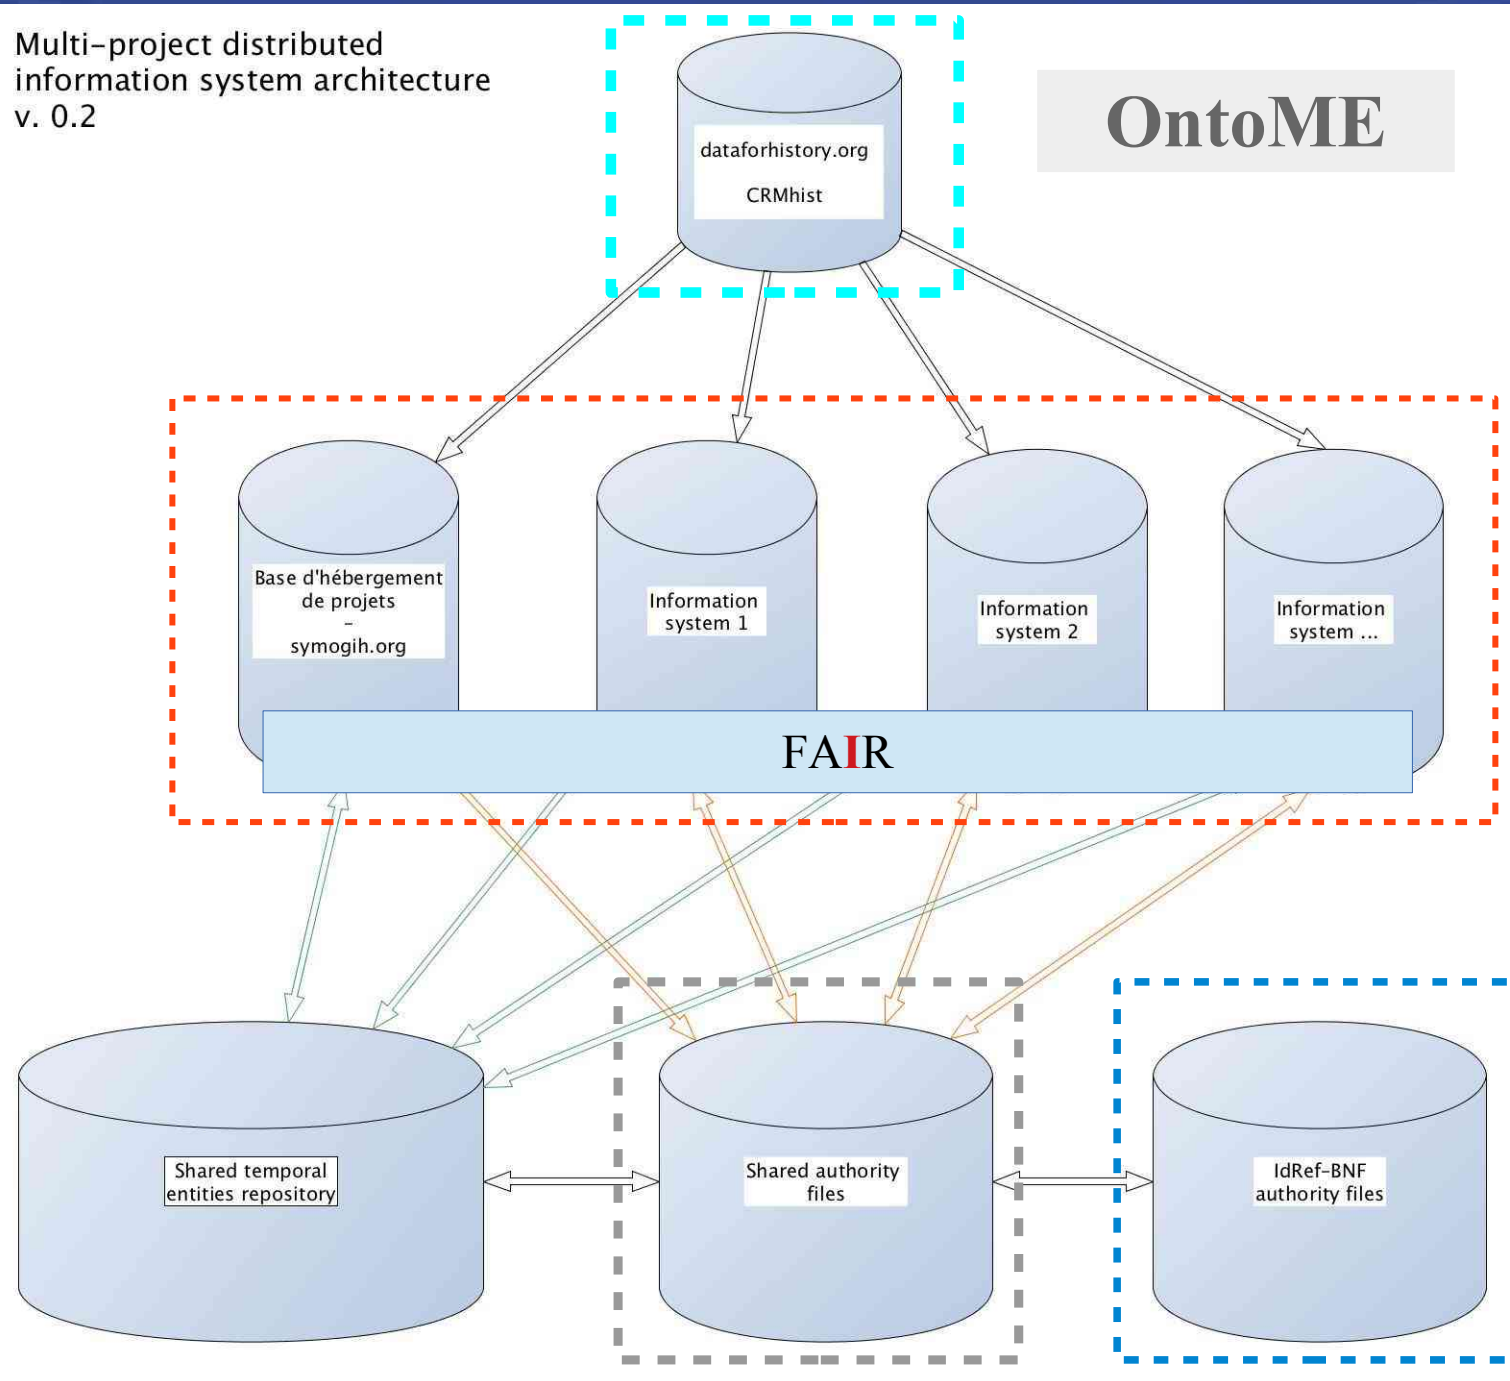 Multi-project distributed
information system architecture
v. 0.2
OntoME
dataforhistory.org
CRMhist
Base d'hébergement
de projets
–
symogih.org
Information
system 1
Information
system 2
Information
system ...
FAIR
Shared temporal
entities repository
Shared authority
files
IdRef-BNF
authority files